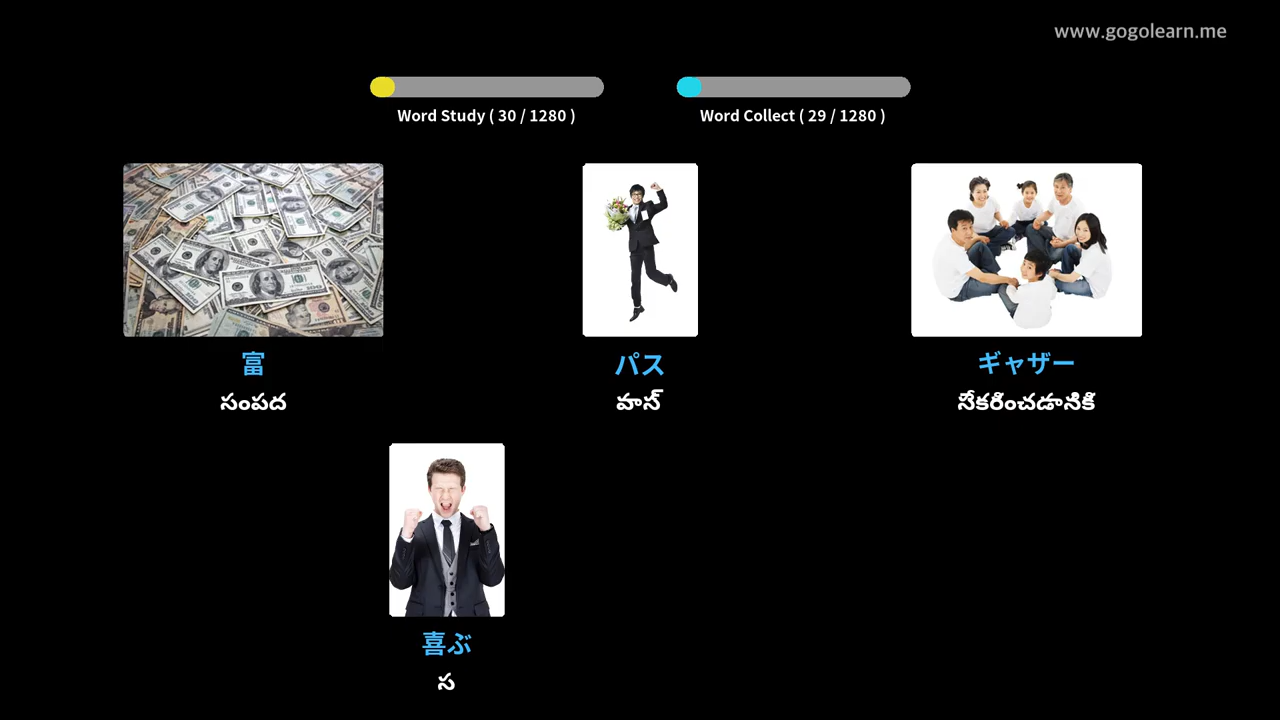 www.gogolearn.me
Word Study ( 30 / 1280 )
Word Collect ( 29 / 1280 )
富
సంపద
パス
పాస్
ギャザー
సేకరించడానికి
喜ぶ
స